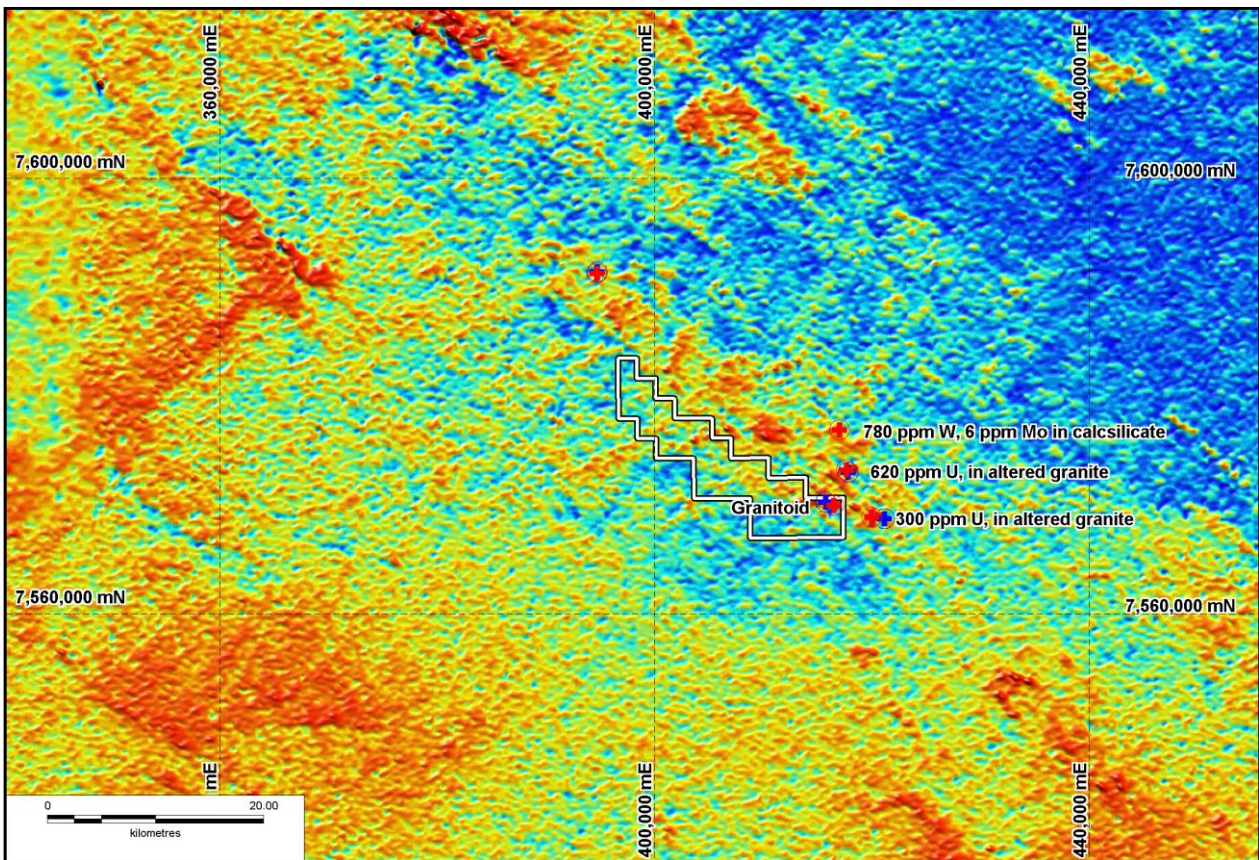 360,000 mE
400,000 mE
440,000 mE
7,600,000 mN
7,600,000 mN
780 ppm W, 6 ppm Mo in calcsilicate
620 ppm U, in altered granite
Granitoid
300 ppm U, in altered granite
7,560,000 mN
7,560,000 mN
mE
400,000 mE
440,000 mE
0 20.00
kilometres